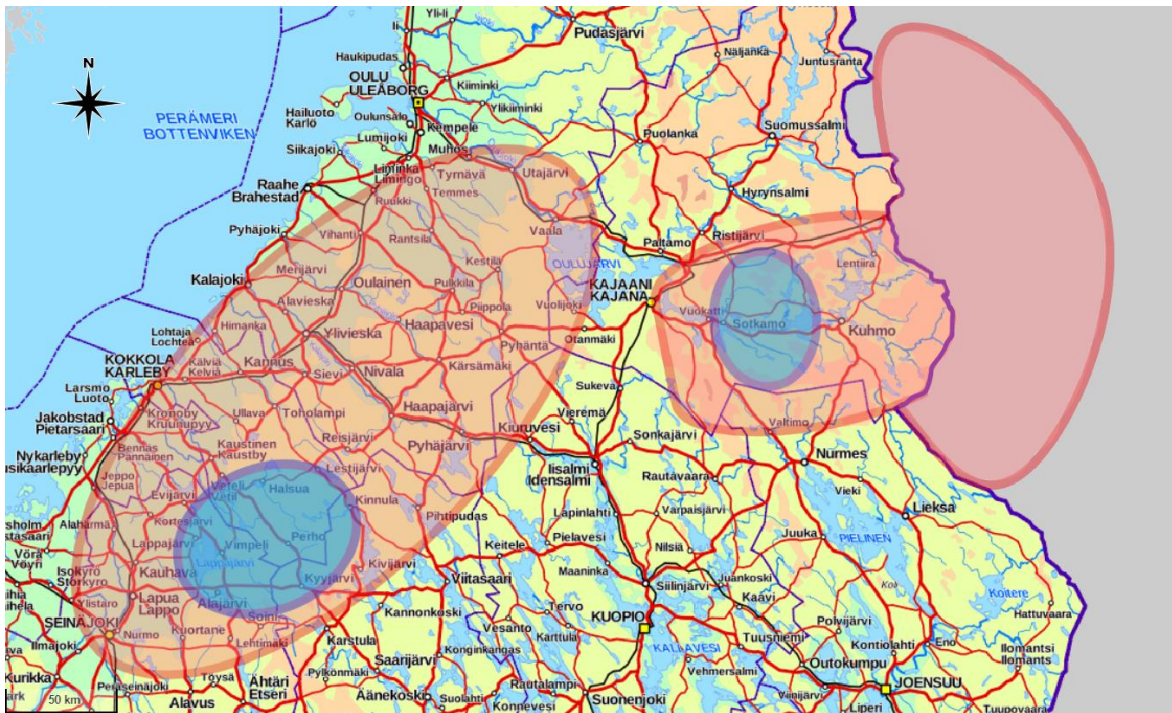 N
PERÄMERI
BOTTENVIKEN
Ii
Yli-Ii
Pudasjärvi
Näljänkä
Juntusranta
Haukipudas
OULU
ULEÅBORG
Kiiminki
Ylikiiminki
Hailuoto
Karlö
Oulunsalo
Kempele
Lumijoki
Muhos
Puolanka
Suomussalmi
Siikajoki
Liminka
Limingo
Tyrnävä
Utajärvi
Temmes
Hyrynsalmi
Raahe
Brahestad
Ruukki
Pyhäjoki
Vihanti
Rantsila
Vaala
Paltamo
Ristijärvi
Kestilä
OULUJÄRVI
Lentiira
Kalajoki
Merijärvi
Oulainen
Pulkkila
KAJAANI
KAJANA
Alavieska
Piippola
Vuolijoki
Vuokatti
Sotkamo
Kuhmo
Lohtaja
Lochteå
Himanka
Ylivieska
Haapavesi
Pyhäntä
Otanmäki
KOKKOLA
KARLEBY
Kälviä
Kelviå
Kannus
Sievi
Nivala
Kärsämäki
Sukeva
Larsmo
Luoto
Kronoby
Kruunupyy
Ullava
Toholampi
Haapajärvi
Vieremä
Valtimo
Jakobstad
Pietarsaari
Kaustinen
Kaustby
Reisjärvi
Pyhäjärvi
Kiuruvesi
Sonkajärvi
Nykarleby
usikaarlepyy
Bennäs
Pännäinen
Lestijärvi
Iisalmi
Idensalmi
Nurmes
Jeppo
Jepua
Veteli
Vetil
Halsua
Rautavaara
Vieki
Evijärvi
Kinnula
Lieksa
Alahärmä
Kortesjärvi
Pihtipudas
Lapinlahti
Varpaisjärvi
Juuka
PIELINEN
Lappajärvi
Vimpeli
Perho
Pielavesi
Nilsiä
Vörå
Vöyri
Keitele
Isokyrö
Storkyro
Kauhava
Lappajärvi
Kyyjärvi
Kivijärvi
Viitasaari
Maaninka
Siilinjärvi
Juankoski
Koitere
Ylistaro
Lapua
Lappo
Alajärvi
Kaavi
Hattuvaara
SEINÄJOKI
Nurmo
Kuortane
Soini
Kannonkoski
Tervo
KUOPIO
Polvijärvi
Vesanto
Karttula
Tuusniemi
Kontiolahti
Eno
Ilmajoki
Lehtimäki
Karstula
Konginkangas
KALLAVESI
Ilomantsi
Ilomants
Kurikka
Töysä
Pylkönmäki
Saarijärvi
Vehmersalmi
Outokumpu
Peräseinäjoki
Ähtäri
Etseri
Äänekoski
Rautalampi
Viinijärvi
JOENSUU
50 km
Alavus
Suolahti
Konnevesi
Suonenjoki
Liperi
Tuupovaara